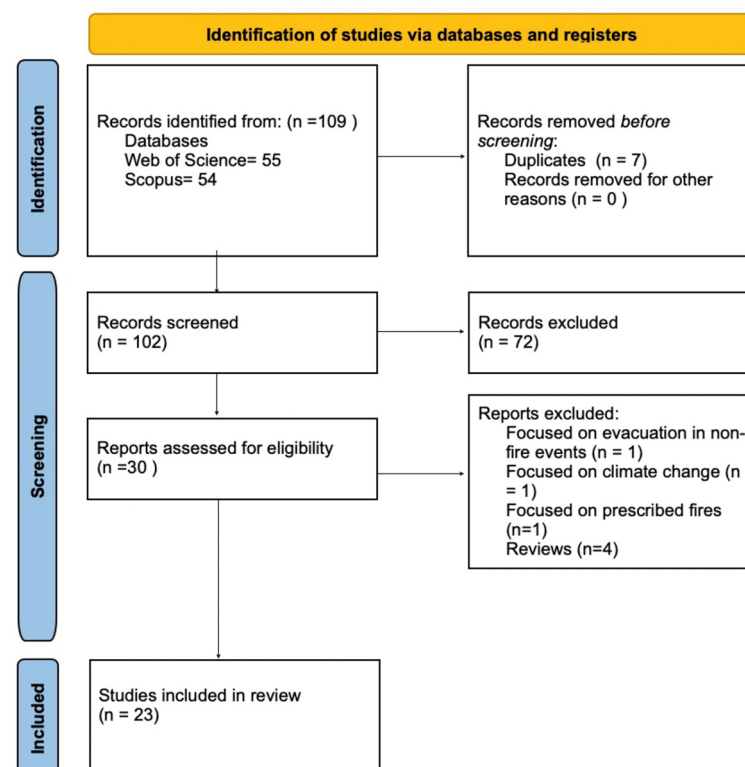 Identification of studies via databases and registers
Identification
Records identified from: (n =109 )
Databases
Web of Science= 55
Scopus= 54
Records removed before
screening:
Duplicates (n = 7)
Records removed for other
reasons (n = 0 )
Screening
Records screened
(n = 102)
Records excluded
(n = 72)
Reports assessed for eligibility
(n =30 )
Reports excluded:
Focused on evacuation in non-
fire events (n = 1)
Focused on climate change (n
= 1)
Focused on prescribed fires
(n=1)
Reviews (n=4)
Included
Studies included in review
(n = 23)